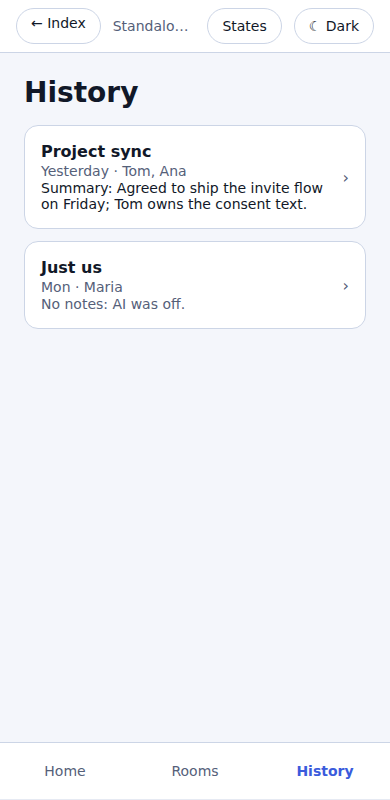 ← Index
Standalo...
States
☾ Dark
History
Project sync
Yesterday · Tom, Ana
Summary: Agreed to ship the invite flow
on Friday; Tom owns the consent text.
›
Just us
Mon · Maria
No notes: AI was off.
›
Home
Rooms
History